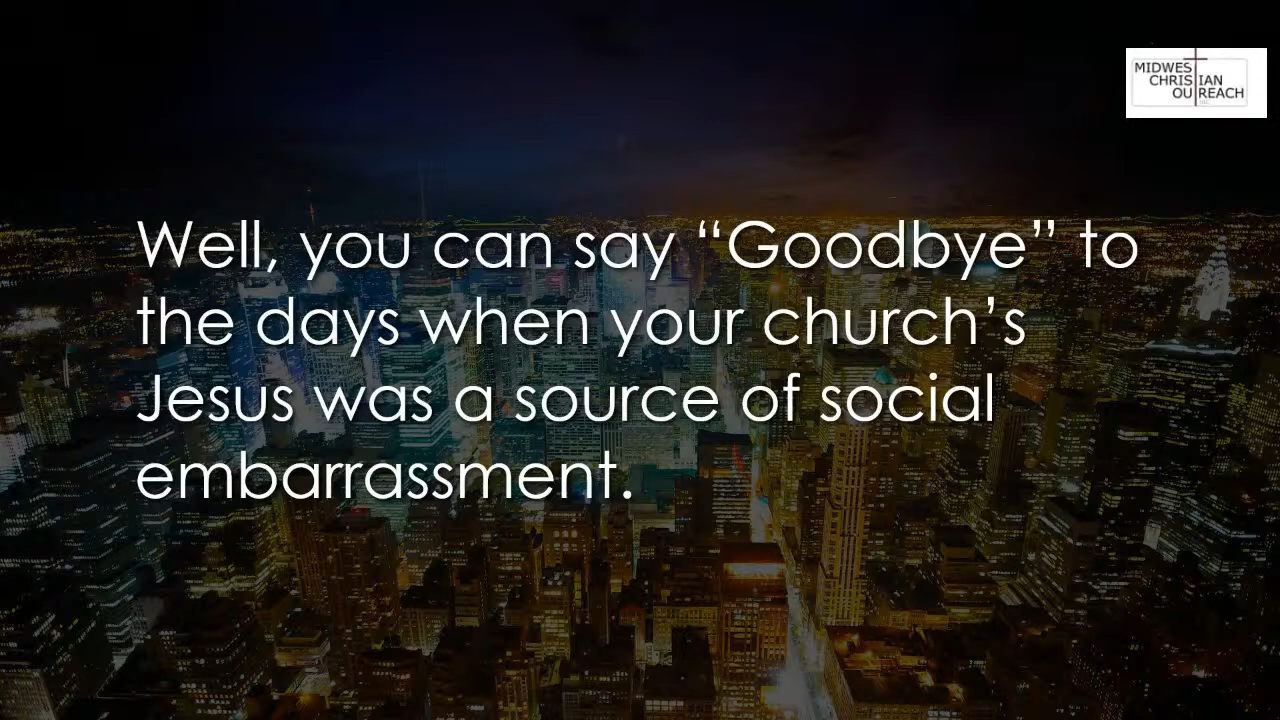 MIDWEST
CHRISTIAN
OUTREACH
Well, you can say “Goodbye” to
the days when your church’s
Jesus was a source of social
embarrassment.